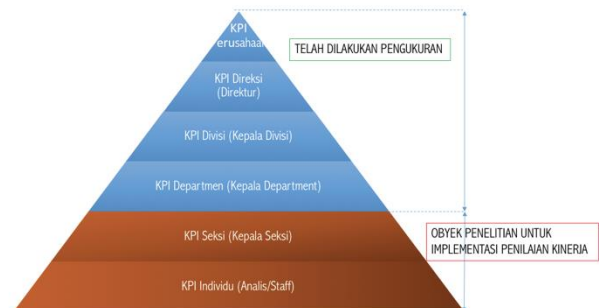 KPI
Perusahaan
TELAH DILAKUKAN PENGUKURAN
KPI Direksi
(Direktur)
KPI Divisi (Kepala Divisi)
KPI Departmen (Kepala Department)
KPI Seksi (Kepala Seksi)
OBYEK PENELITIAN UNTUK
IMPLEMENTASI PENILAIAN KINERJA
KPI Individu (Analis/Staff)